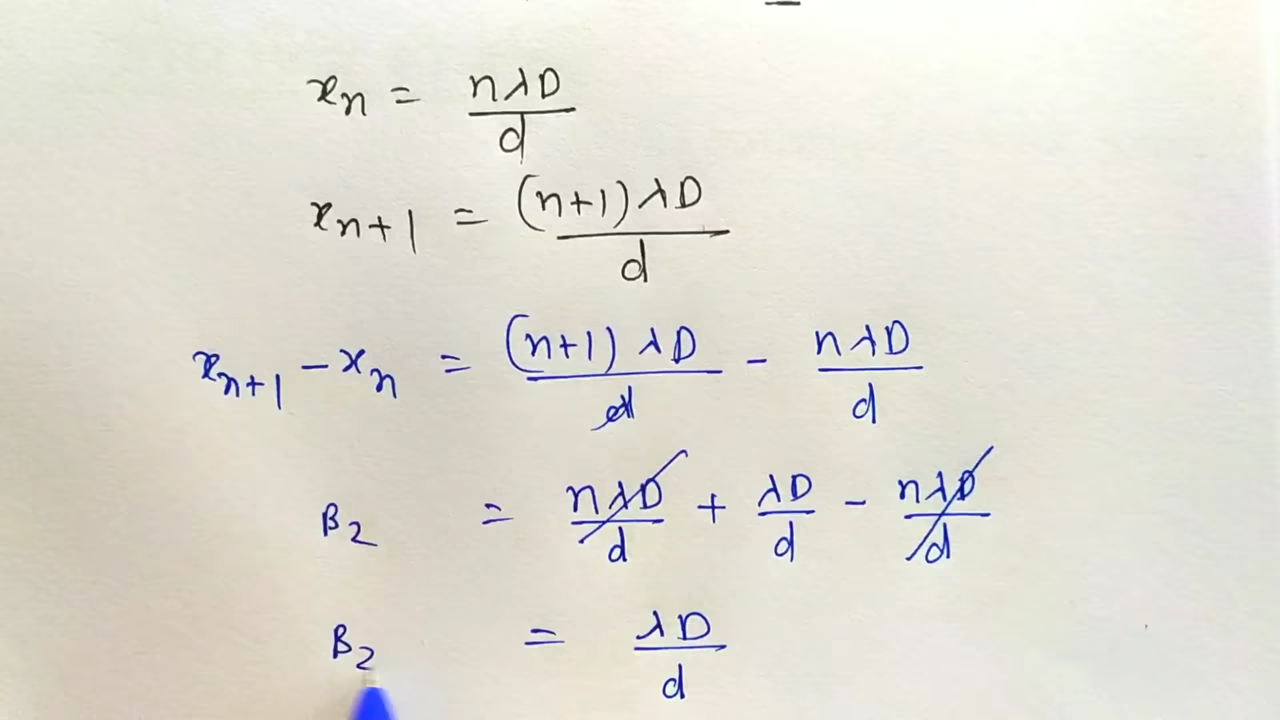 xₙ = nλD/d
xₙ₊₁ = (n+1)λD/d
xₙ₊₁ - xₙ = (n+1)λD/d - nλD/d
β₂ = nλD/d + λD/d - nλD/d
β₂ = λD/d